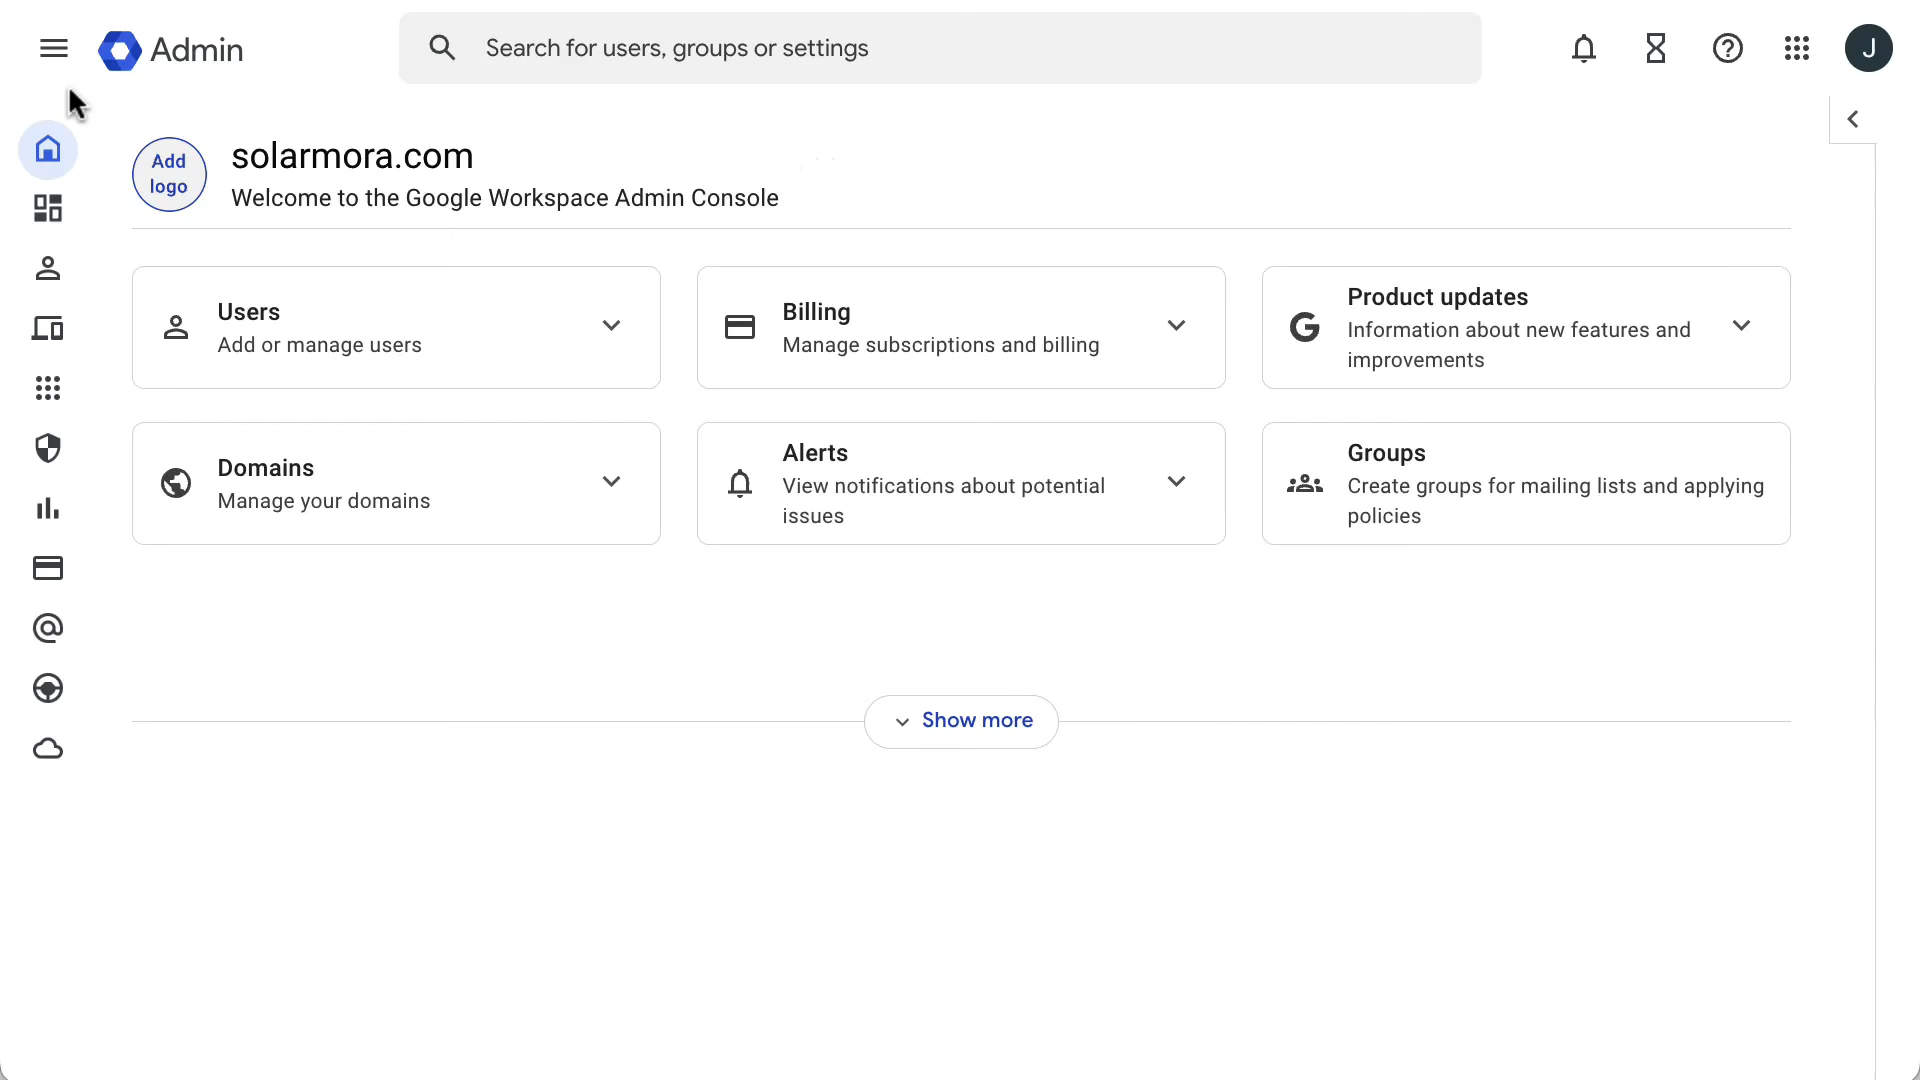 Admin
Search for users, groups or settings
J
Add
logo
solarmora.com
Welcome to the Google Workspace Admin Console
Users
Add or manage users
Billing
Manage subscriptions and billing
Product updates
Information about new features and
improvements
Domains
Manage your domains
Alerts
View notifications about potential
issues
Groups
Create groups for mailing lists and applying
policies
Show more